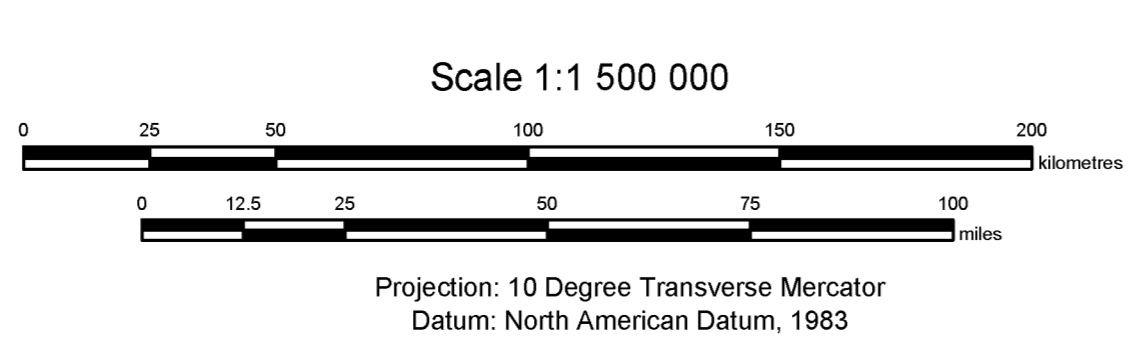 Scale 1:1 500 000
0 25 50 100 150 200
kilometres
0 12.5 25 50 75 100
miles
Projection: 10 Degree Transverse Mercator
Datum: North American Datum, 1983